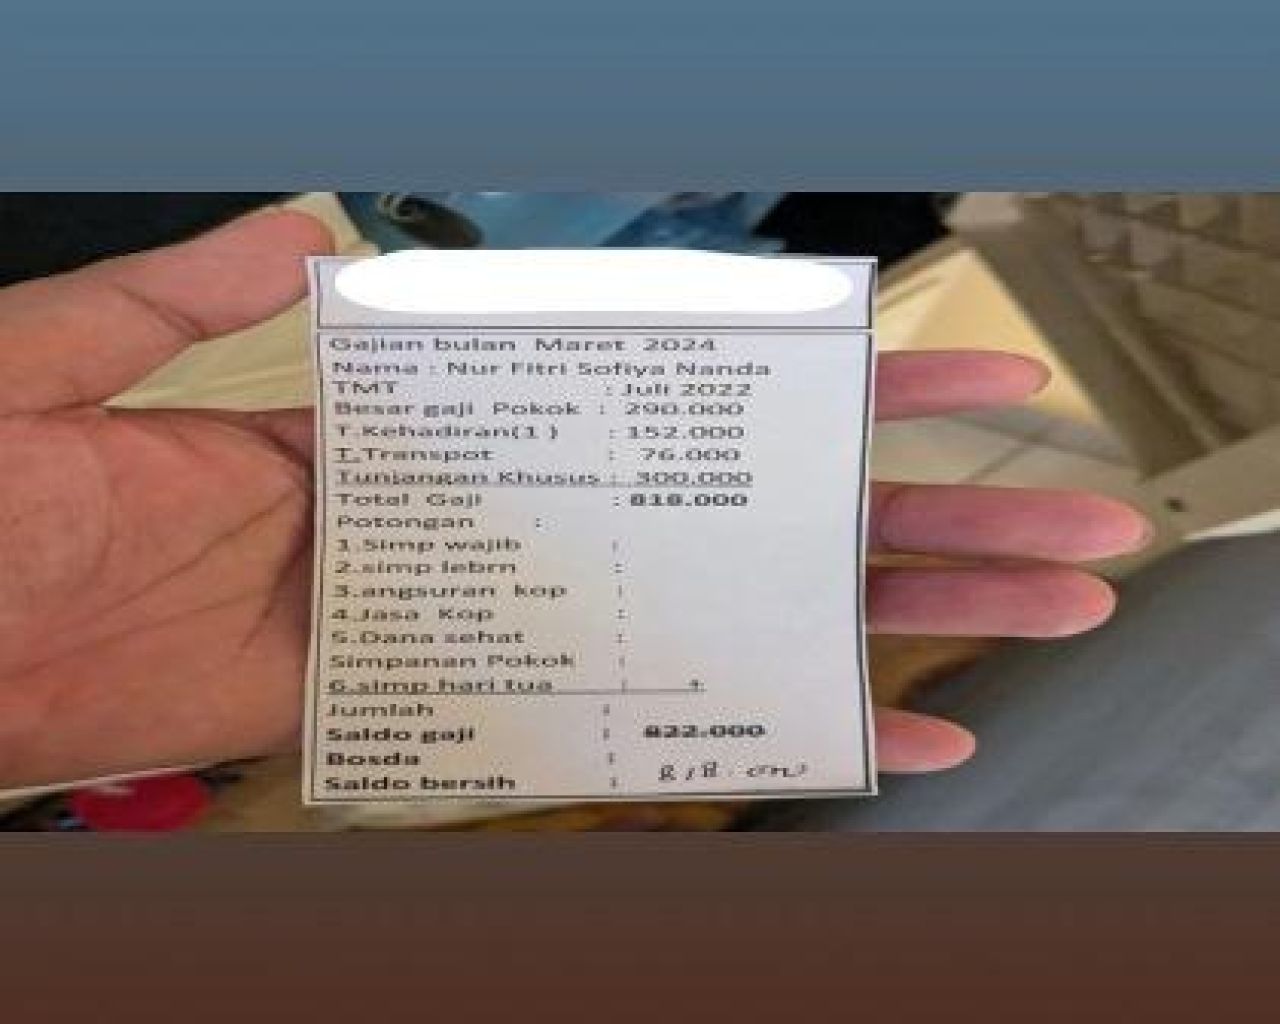 Gajian bulan Maret 2024
Nama : Nur Fitri Sofiya Nanda
TMT : Juli 2022
Besar gaji Pokok : 290.000
T.Kehadiran(1 ) : 152.000
T.Transpot : 76.000
Tunjangan Khusus : 300.000
Total Gaji : 818.000
Potongan :
1.Simp wajib :
2.simp lebrn :
3.angsuran kop :
4.Jasa Kop :
5.Dana sehat :
Simpanan Pokok :
6.simp hari tua : +
Jumlah :
Saldo gaji : 822.000
Bosda :
Saldo bersih : 818.000